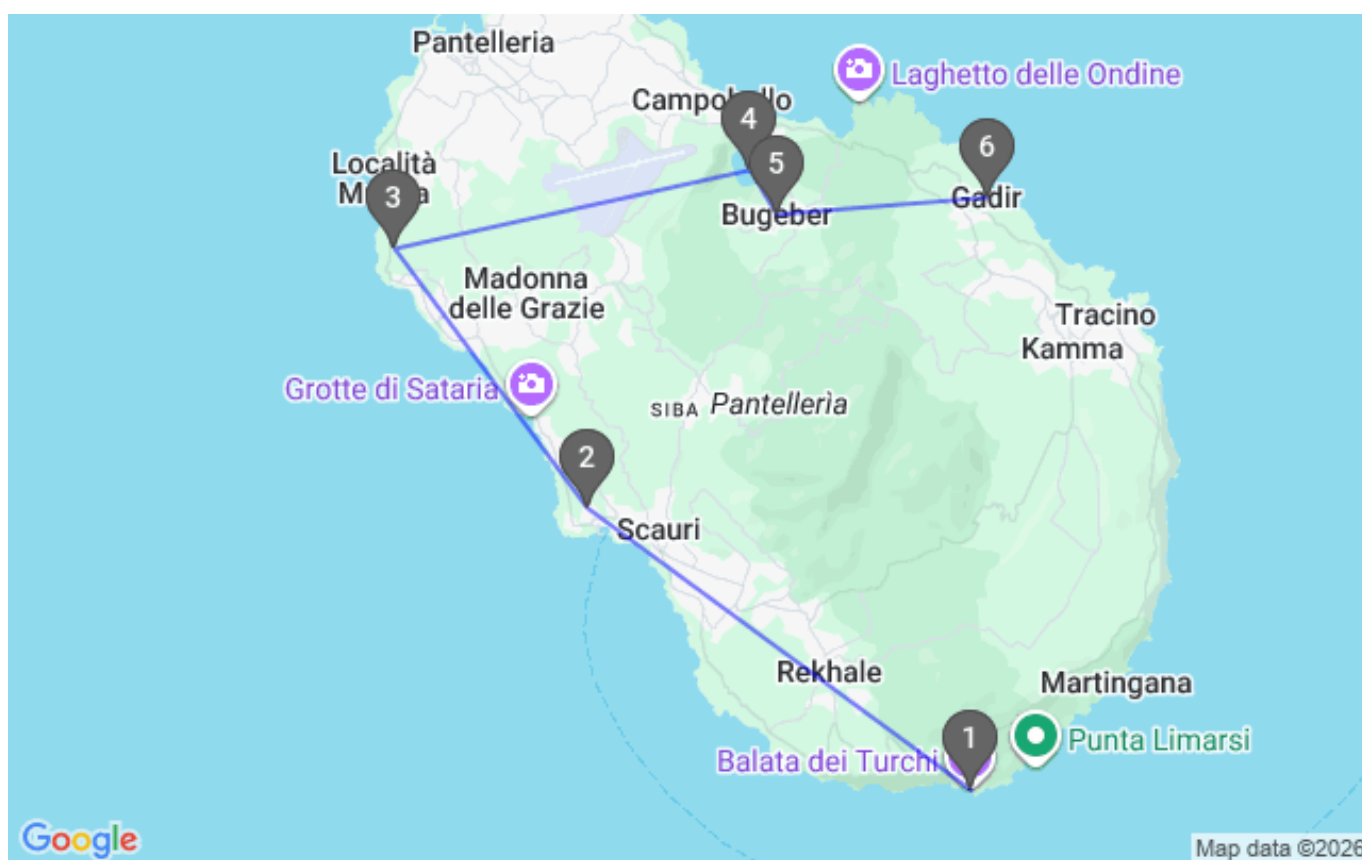 Pantelleria
Laghetto delle Ondine
Campobello
4
6
5
Località
3
Gadir
Bugeber
Madonna
delle Grazie
Tracino
Kamma
Grotte di Sataria
SIBA
Pantellerìa
2
Scauri
Rekhale
Martingana
1
Punta Limarsi
Balata dei Turchi
Google
Map data ©2026